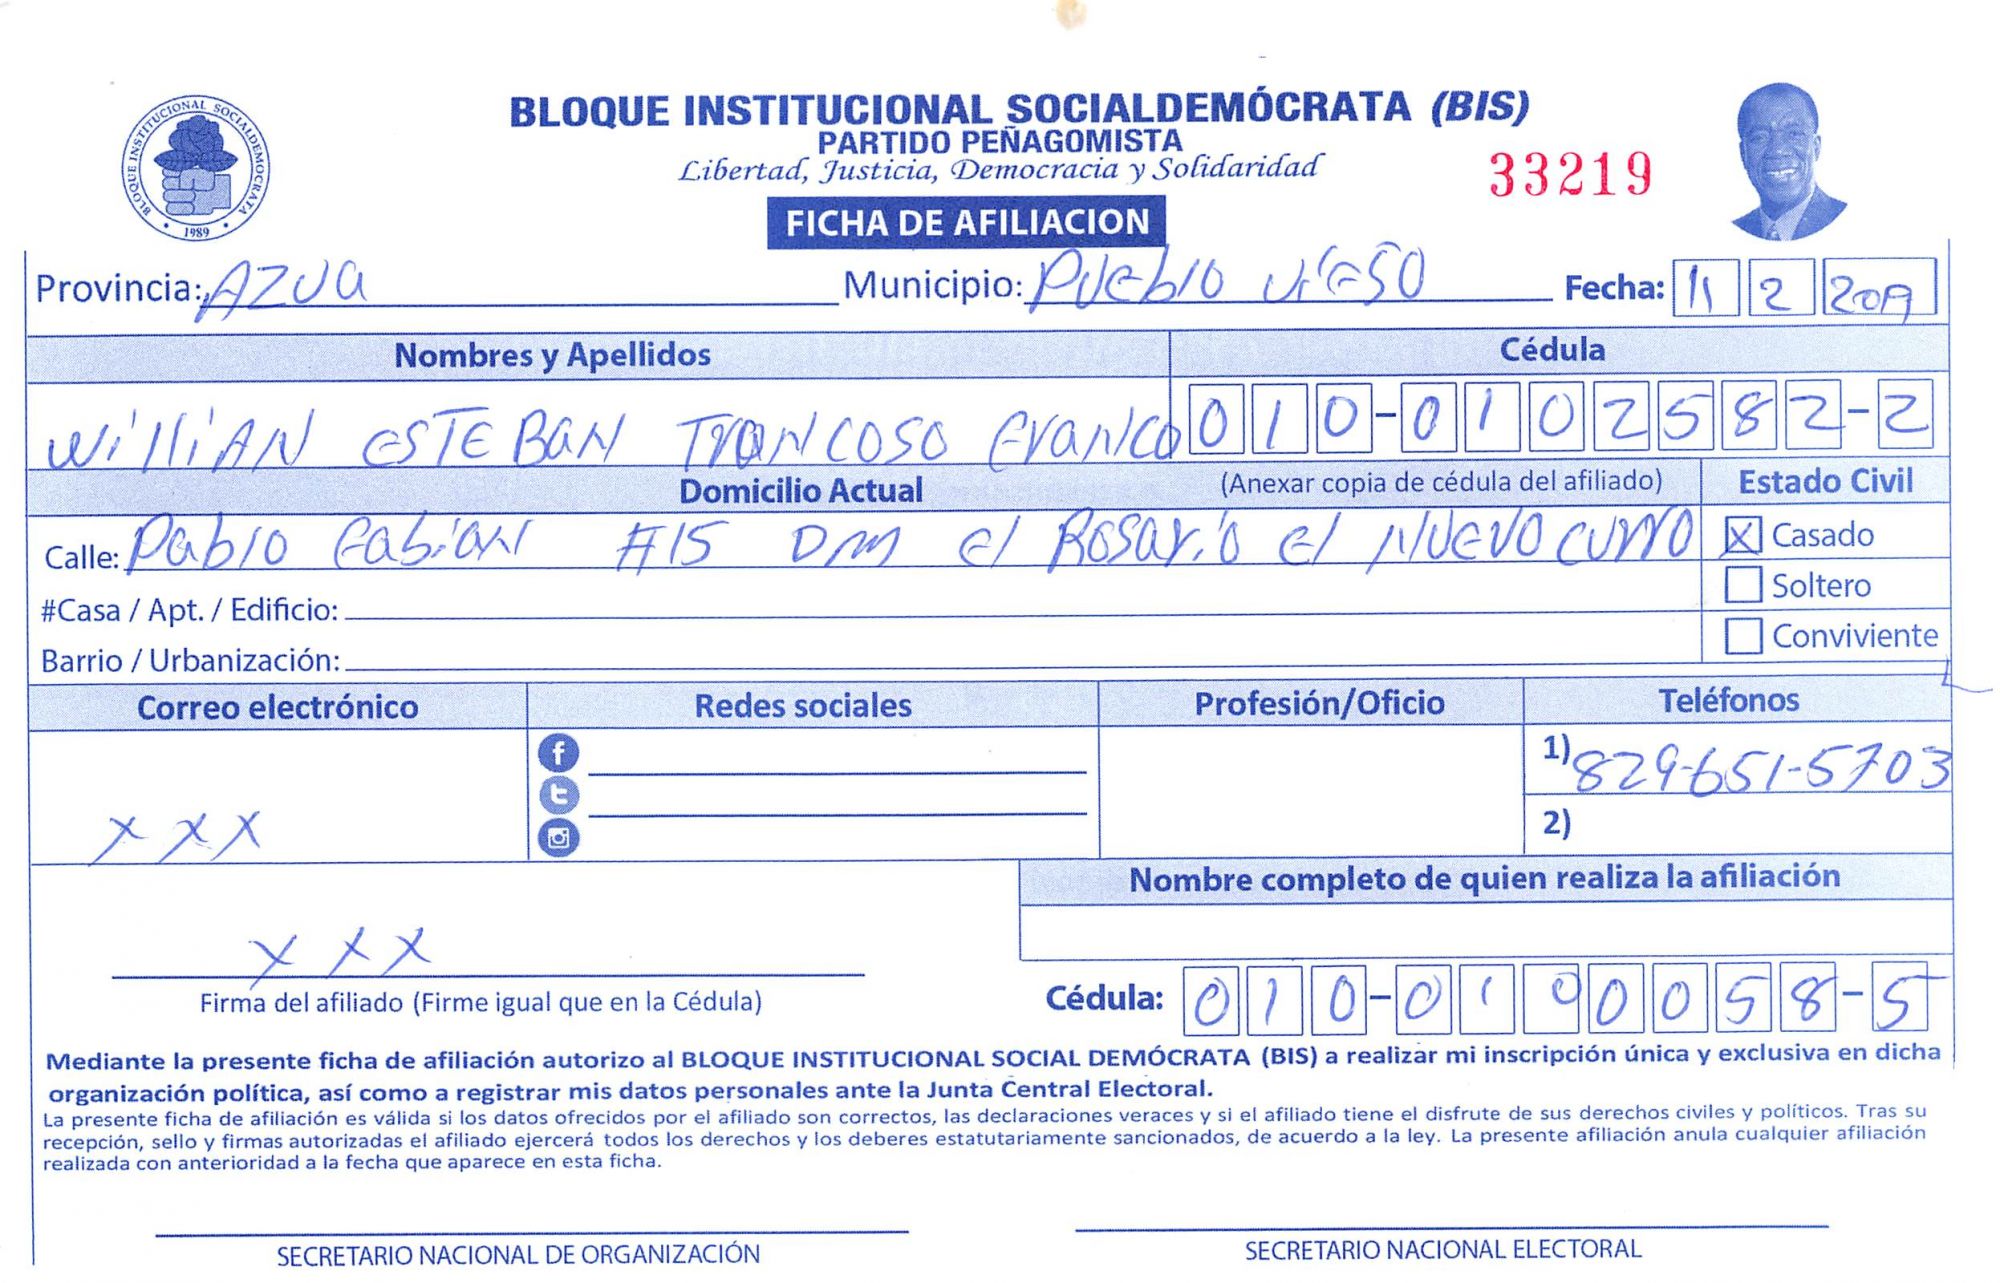 BLOQUE INSTITUCIONAL SOCIALDEMOCRATA
1989
BLOQUE INSTITUCIONAL SOCIALDEMÓCRATA (BIS)
PARTIDO PEÑAGOMISTA
Libertad, Justicia, Democracia y Solidaridad
33219
FICHA DE AFILIACION
Provincia: AZUA Municipio: PUEblO viESO Fecha: 11 2 2019
Nombres y Apellidos Cédula
WilliAN ESTEBAN TRONCOSO Franco 010-0102582-2
Domicilio Actual (Anexar copia de cédula del afiliado) Estado Civil
Calle: Pablo Fabian #15 DM el Rosario el NUEVO curro X Casado
#Casa / Apt. / Edificio: Soltero
Barrio / Urbanización: Conviviente
Correo electrónico Redes sociales Profesión/Oficio Teléfonos
1) 829-651-5703
x x x 2)
Nombre completo de quien realiza la afiliación
x x x
Firma del afiliado (Firme igual que en la Cédula) Cédula: 010-0100058-5
Mediante la presente ficha de afiliación autorizo al BLOQUE INSTITUCIONAL SOCIAL DEMÓCRATA (BIS) a realizar mi inscripción única y exclusiva en dicha
organización política, así como a registrar mis datos personales ante la Junta Central Electoral.
La presente ficha de afiliación es válida si los datos ofrecidos por el afiliado son correctos, las declaraciones veraces y si el afiliado tiene el disfrute de sus derechos civiles y políticos. Tras su
recepción, sello y firmas autorizadas el afiliado ejercerá todos los derechos y los deberes estatutariamente sancionados, de acuerdo a la ley. La presente afiliación anula cualquier afiliación
realizada con anterioridad a la fecha que aparece en esta ficha.
SECRETARIO NACIONAL DE ORGANIZACIÓN SECRETARIO NACIONAL ELECTORAL